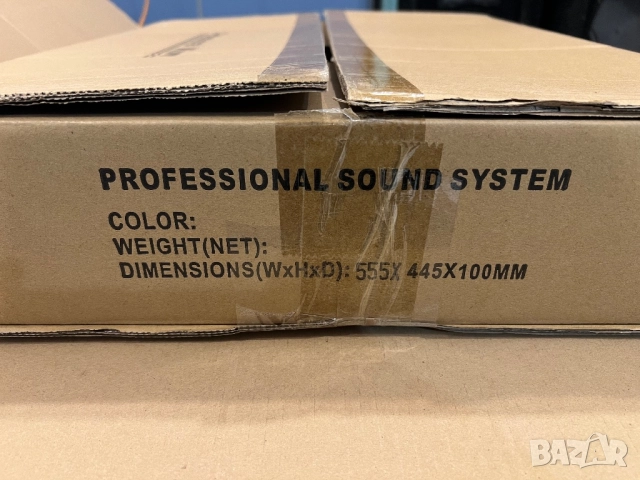 PROFESSIONAL SOUND SYSTEM
COLOR:
WEIGHT(NET):
DIMENSIONS(WxHxD): 555X 445X100MM
BAZAR